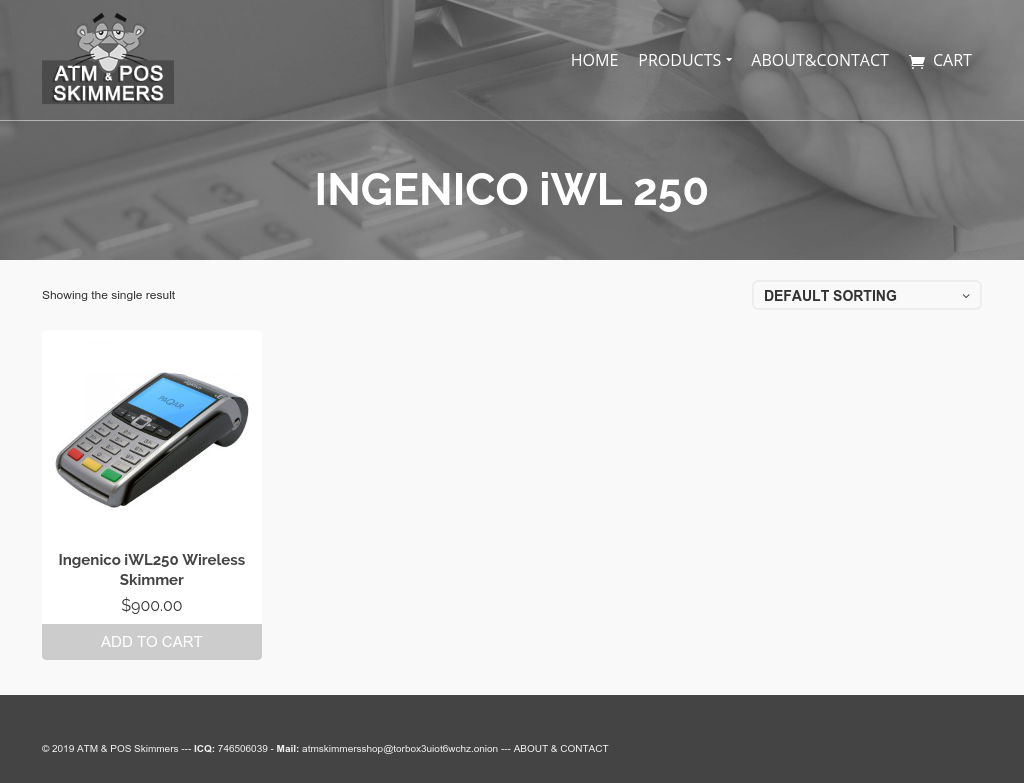 ATM & POS
SKIMMERS
HOME PRODUCTS ABOUT&CONTACT CART
INGENICO iWL 250
Showing the single result
DEFAULT SORTING
Ingenico iWL250 Wireless
Skimmer
$900.00
ADD TO CART
© 2019 ATM & POS Skimmers --- ICQ: 746506039 - Mail: atmskimmersshop@torbox3uiot6wchz.onion --- ABOUT & CONTACT